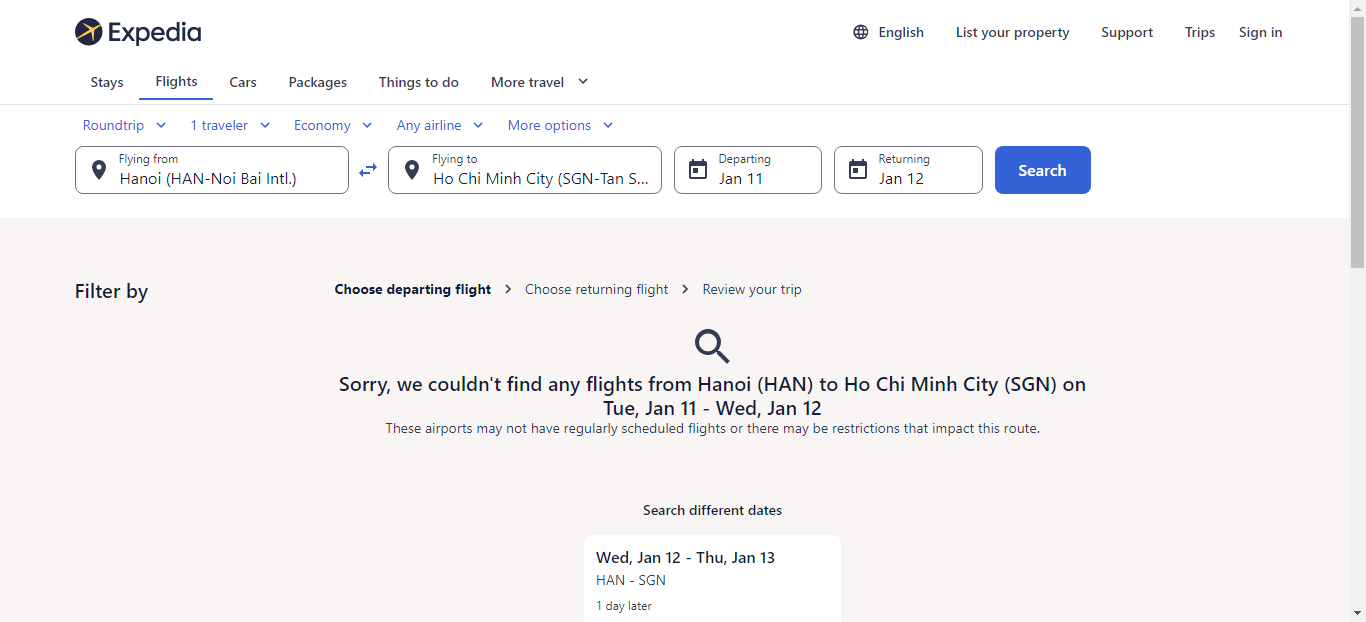 Expedia
English
List your property
Support
Trips
Sign in
Stays
Flights
Cars
Packages
Things to do
More travel
Roundtrip
1 traveler
Economy
Any airline
More options
Flying from
Hanoi (HAN-Noi Bai Intl.)
Flying to
Ho Chi Minh City (SGN-Tan S...
Departing
Jan 11
Returning
Jan 12
Search
Filter by
Choose departing flight
Choose returning flight
Review your trip
Sorry, we couldn't find any flights from Hanoi (HAN) to Ho Chi Minh City (SGN) on
Tue, Jan 11 - Wed, Jan 12
These airports may not have regularly scheduled flights or there may be restrictions that impact this route.
Search different dates
Wed, Jan 12 - Thu, Jan 13
HAN - SGN
1 day later